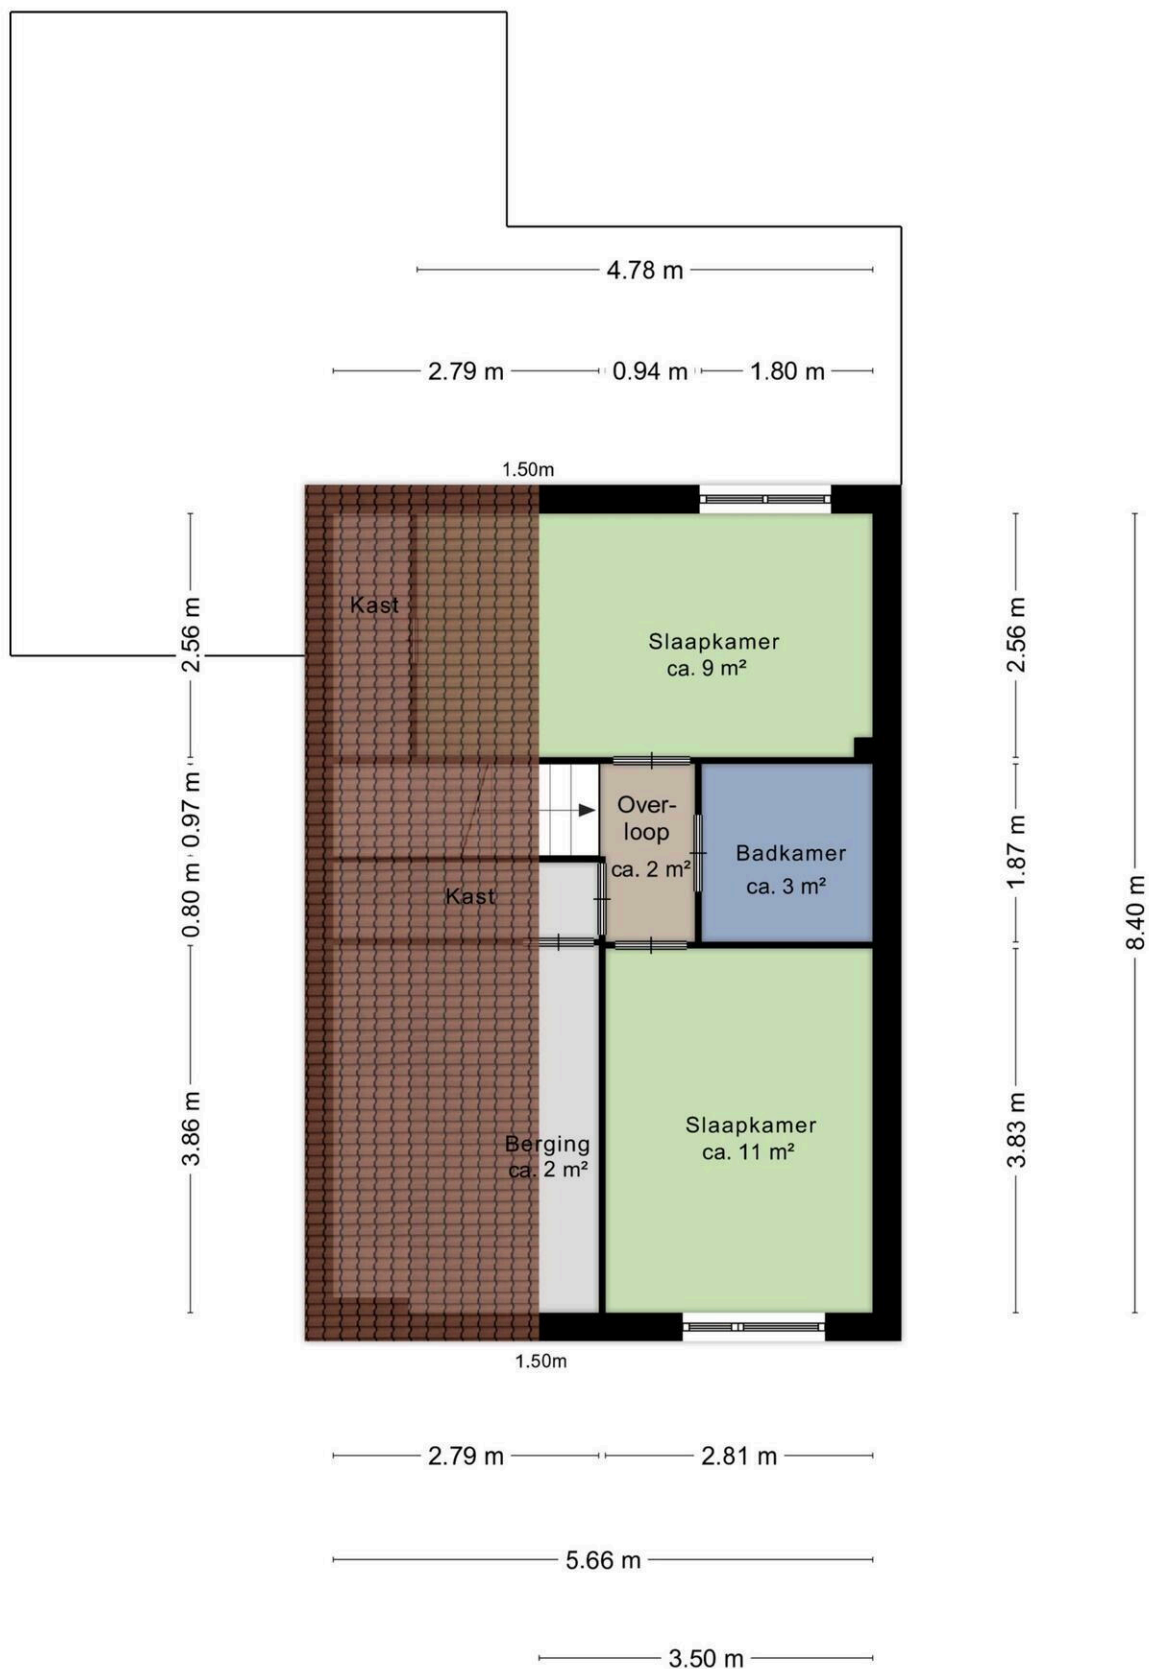 4.78 m
2.79 m
0.94 m
1.80 m
1.50m
2.56 m
Kast
Slaapkamer
ca. 9 m²
2.56 m
0.97 m
Over-
loop
ca. 2 m²
Badkamer
ca. 3 m²
1.87 m
0.80 m
Kast
8.40 m
3.86 m
Berging
ca. 2 m²
Slaapkamer
ca. 11 m²
3.83 m
1.50m
2.79 m
2.81 m
5.66 m
3.50 m